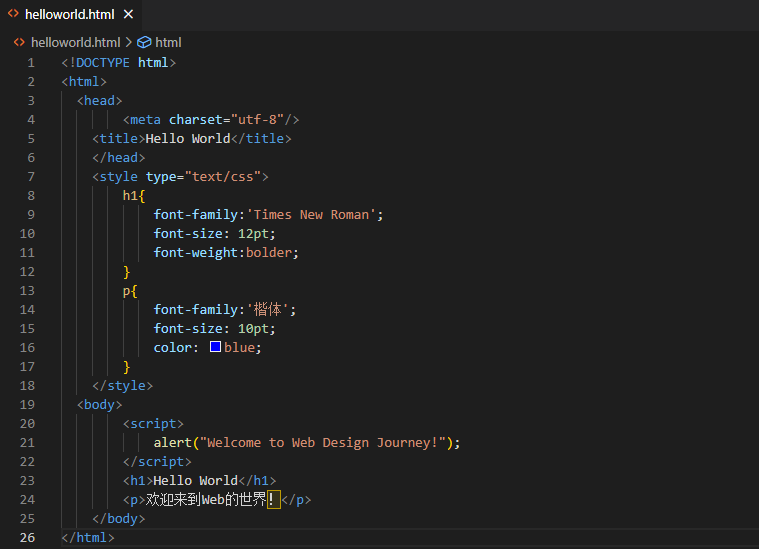 helloworld.html
helloworld.html > html
1 <!DOCTYPE html>
2 <html>
3 <head>
4 <meta charset="utf-8"/>
5 <title>Hello World</title>
6 </head>
7 <style type="text/css">
8 h1{
9 font-family:'Times New Roman';
10 font-size: 12pt;
11 font-weight:bolder;
12 }
13 p{
14 font-family:'楷体';
15 font-size: 10pt;
16 color: blue;
17 }
18 </style>
19 <body>
20 <script>
21 alert("Welcome to Web Design Journey!");
22 </script>
23 <h1>Hello World</h1>
24 <p>欢迎来到Web的世界！</p>
25 </body>
26 </html>